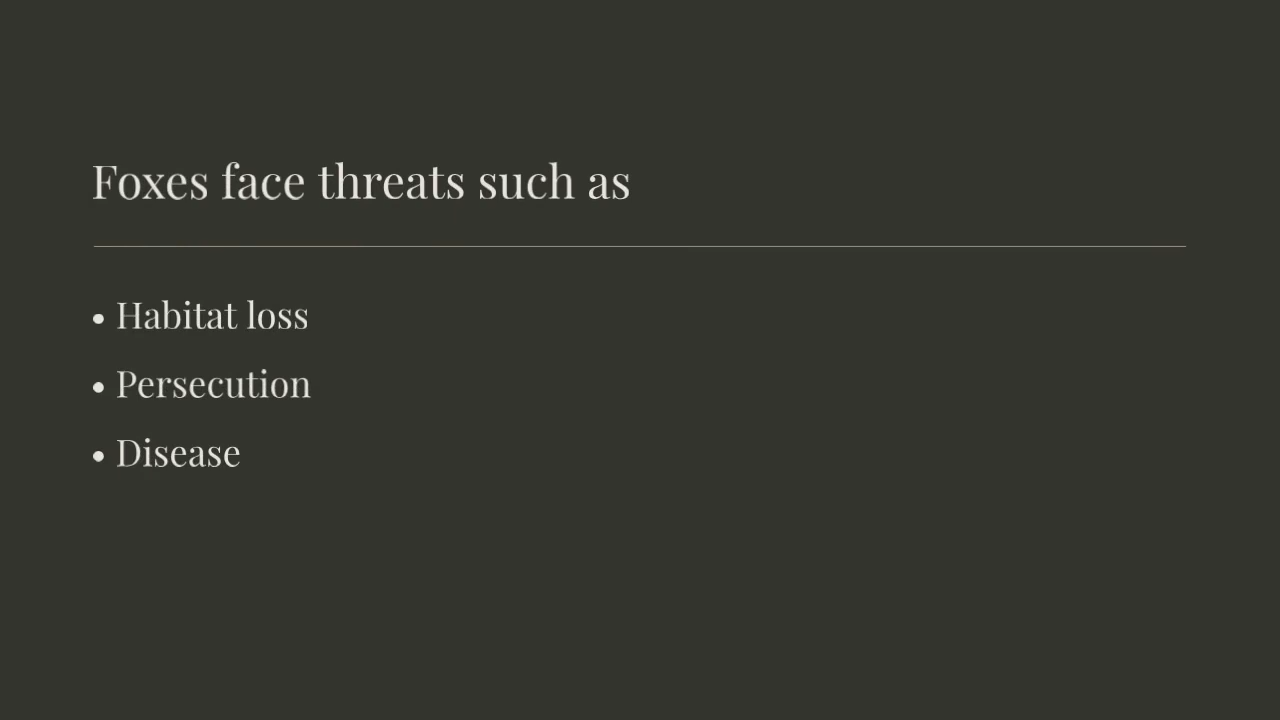 Foxes face threats such as
• Habitat loss
• Persecution
• Disease